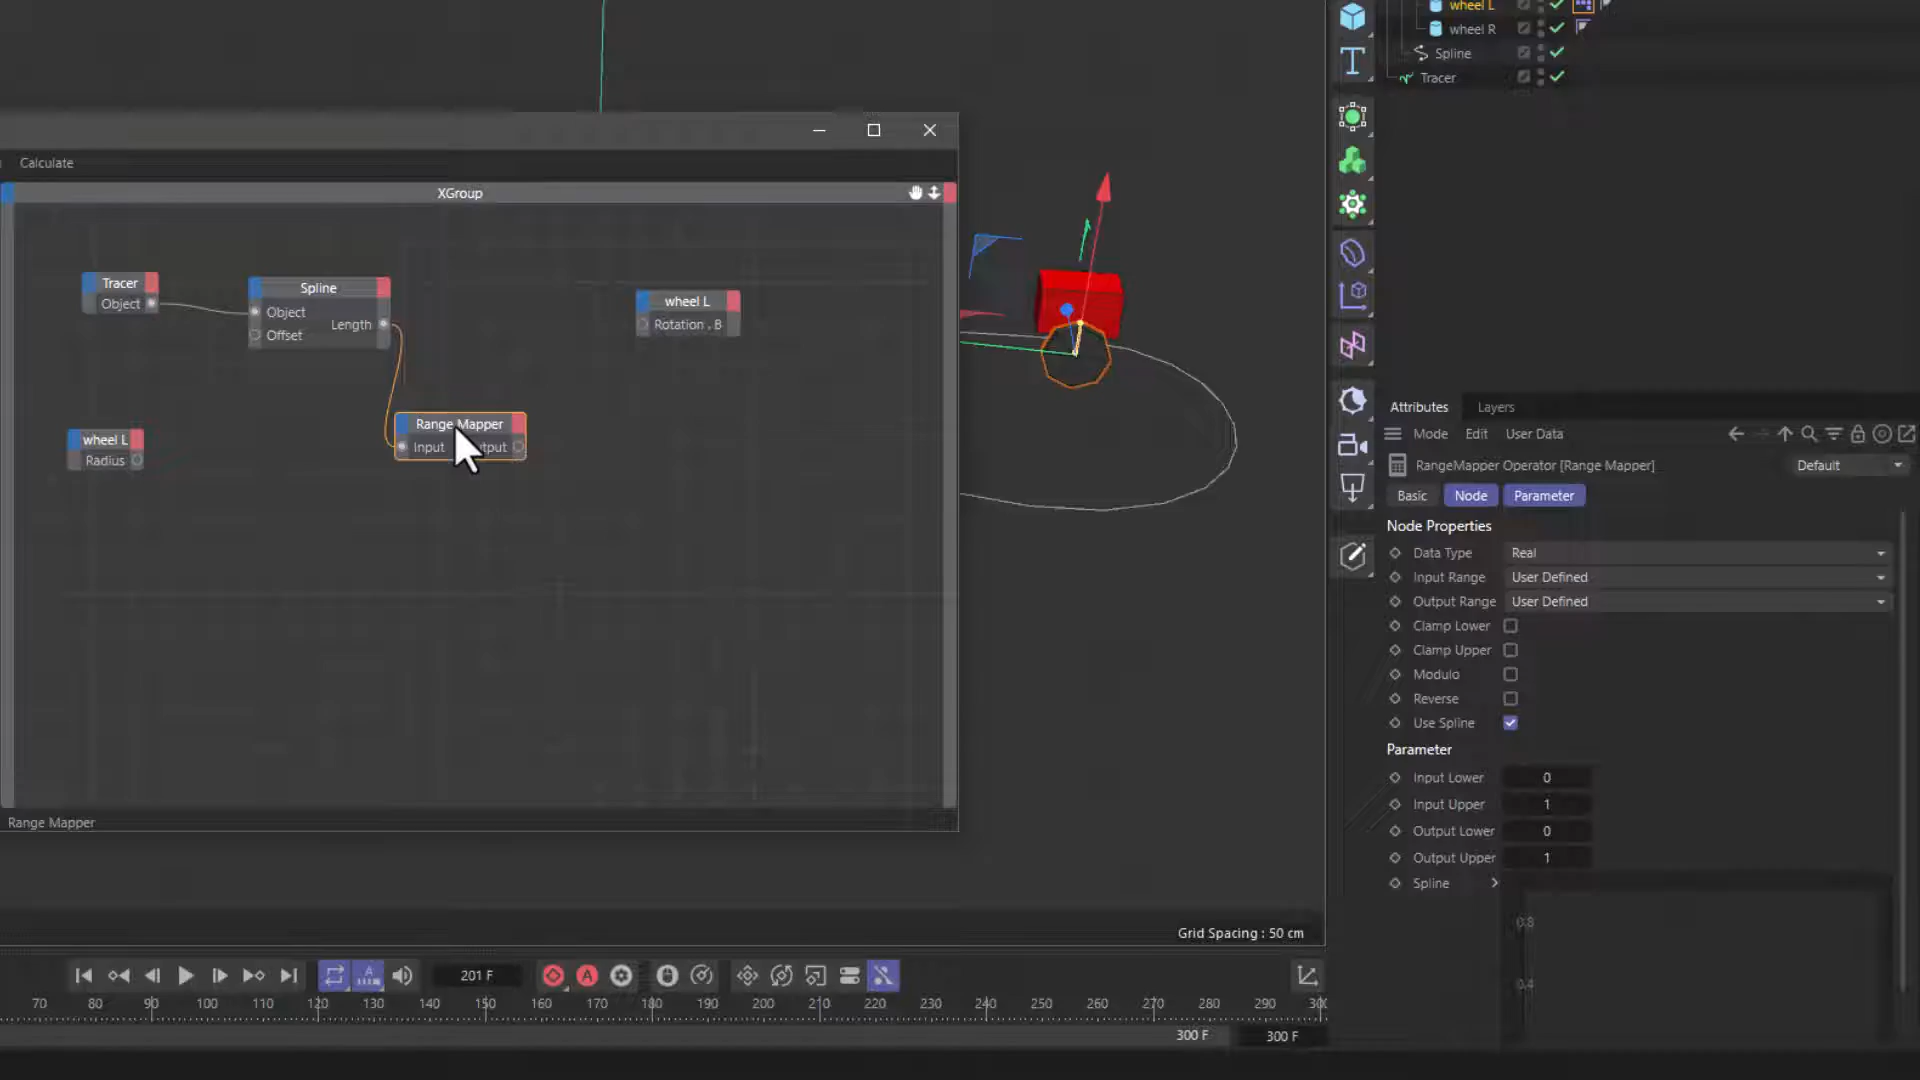 wheel L
wheel R
Spline
Tracer
Calculate
XGroup
Tracer
Object
Spline
Object
Length
Offset
wheel L
Rotation . B
wheel L
Radius
Range Mapper
Input
Range Mapper
Attributes
Layers
Mode
Edit
User Data
RangeMapper Operator [Range Mapper]
Default
Basic
Node
Parameter
Node Properties
Data Type
Real
Input Range
User Defined
Output Range
User Defined
Clamp Lower
Clamp Upper
Modulo
Reverse
Use Spline
Parameter
Input Lower
0
Input Upper
1
Output Lower
0
Output Upper
1
Spline
0.8
0.4
Grid Spacing : 50 cm
201 F
70 80 90 100 110 120 130 140 150 160 170 180 190 200 210 220 230 240 250 260 270 280 290
300 F
300 F